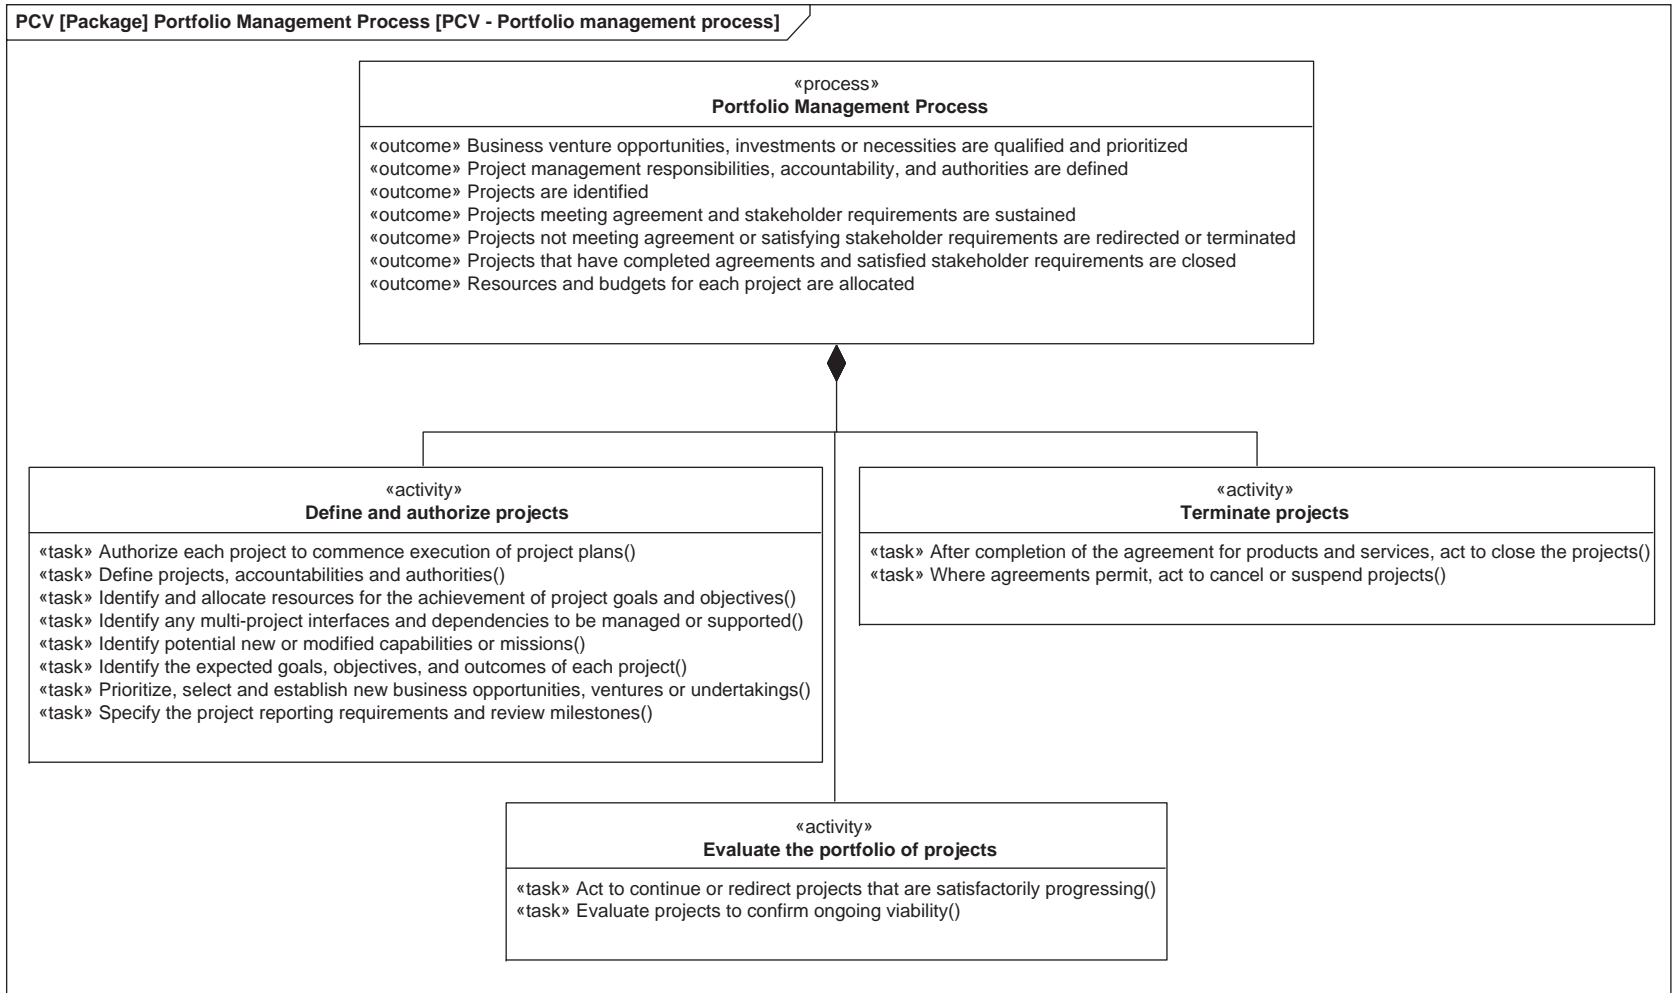 PCV [Package] Portfolio Management Process [PCV - Portfolio management process]
«process»
Portfolio Management Process
«outcome» Business venture opportunities, investments or necessities are qualified and prioritized
«outcome» Project management responsibilities, accountability, and authorities are defined
«outcome» Projects are identified
«outcome» Projects meeting agreement and stakeholder requirements are sustained
«outcome» Projects not meeting agreement or satisfying stakeholder requirements are redirected or terminated
«outcome» Projects that have completed agreements and satisfied stakeholder requirements are closed
«outcome» Resources and budgets for each project are allocated
«activity»
Define and authorize projects
«task» Authorize each project to commence execution of project plans()
«task» Define projects, accountabilities and authorities()
«task» Identify and allocate resources for the achievement of project goals and objectives()
«task» Identify any multi-project interfaces and dependencies to be managed or supported()
«task» Identify potential new or modified capabilities or missions()
«task» Identify the expected goals, objectives, and outcomes of each project()
«task» Prioritize, select and establish new business opportunities, ventures or undertakings()
«task» Specify the project reporting requirements and review milestones()
«activity»
Terminate projects
«task» After completion of the agreement for products and services, act to close the projects()
«task» Where agreements permit, act to cancel or suspend projects()
«activity»
Evaluate the portfolio of projects
«task» Act to continue or redirect projects that are satisfactorily progressing()
«task» Evaluate projects to confirm ongoing viability()